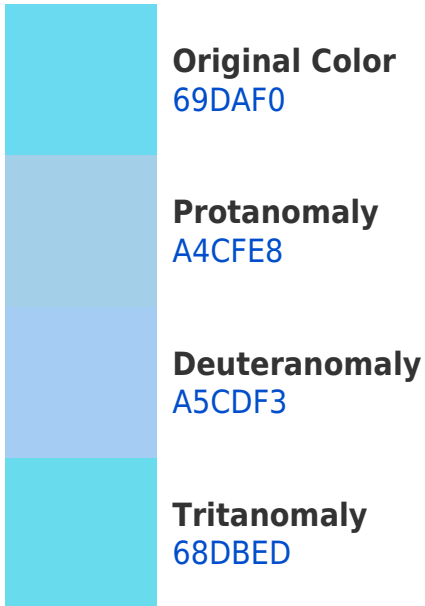 Original Color
69DAF0
Protanomaly
A4CFE8
Deuteranomaly
A5CDF3
Tritanomaly
68DBED